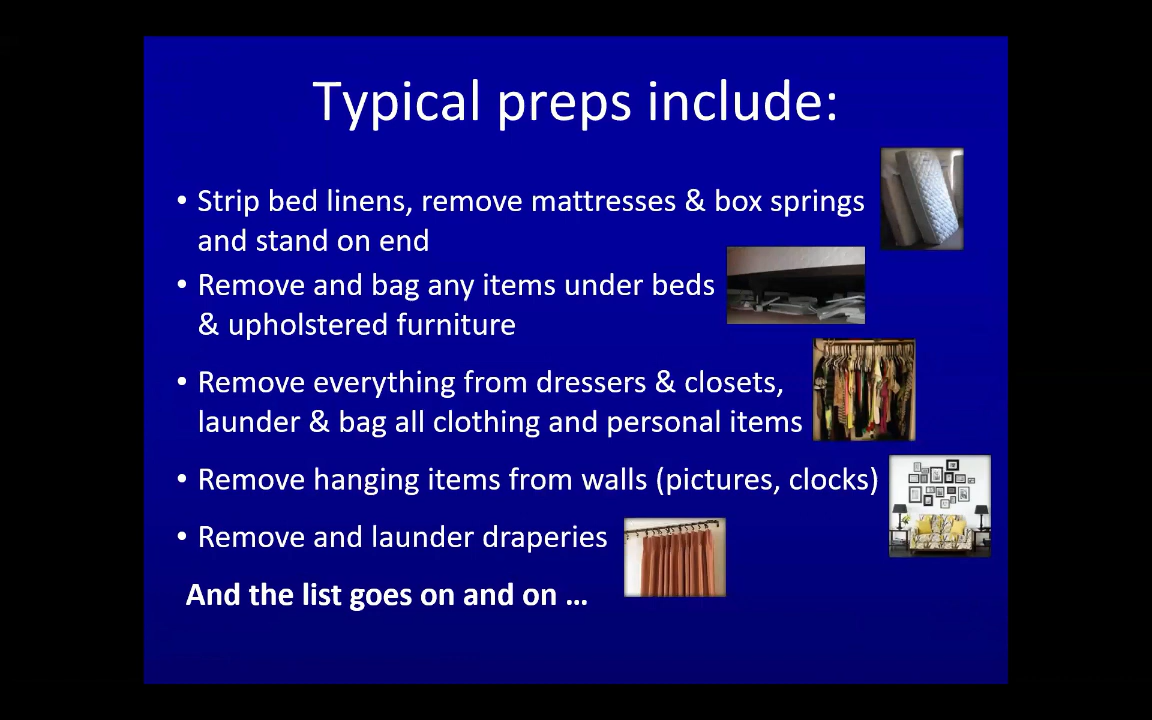 Typical preps include:
• Strip bed linens, remove mattresses & box springs
and stand on end
• Remove and bag any items under beds
& upholstered furniture
• Remove everything from dressers & closets,
launder & bag all clothing and personal items
• Remove hanging items from walls (pictures, clocks)
• Remove and launder draperies
And the list goes on and on …